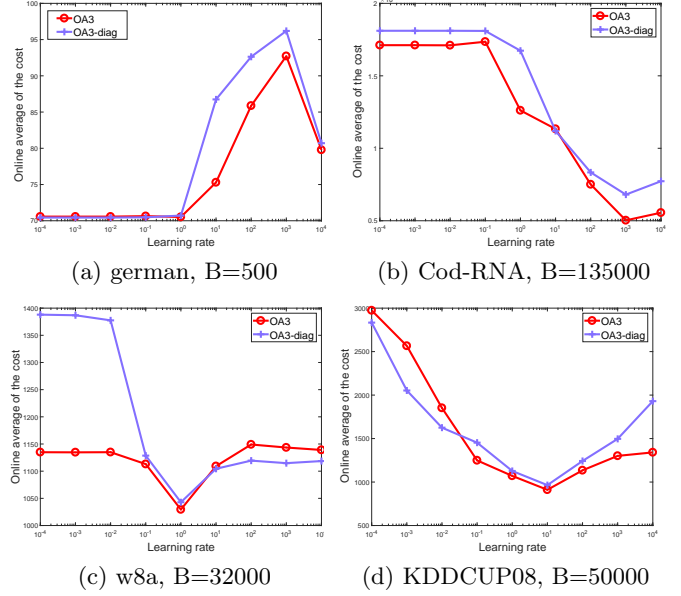 OA3
OA3-diag
Online average of the cost
100
95
90
85
80
75
70
10^-4 10^-3 10^-2 10^-1 10^0 10^1 10^2 10^3 10^4
Learning rate
(a) german, B=500
OA3
OA3-diag
Online average of the cost
2
1.5
1
0.5
10^-4 10^-3 10^-2 10^-1 10^0 10^1 10^2 10^3 10^4
Learning rate
(b) Cod-RNA, B=135000
OA3
OA3-diag
Online average of the cost
1400
1350
1300
1250
1200
1150
1100
1050
1000
10^-4 10^-3 10^-2 10^-1 10^0 10^1 10^2 10^3
Learning rate
(c) w8a, B=32000
OA3
OA3-diag
Online average of the cost
3000
2500
2000
1500
1000
500
10^-4 10^-3 10^-2 10^-1 10^0 10^1 10^2 10^3 10^4
Learning rate
(d) KDDCUP08, B=50000